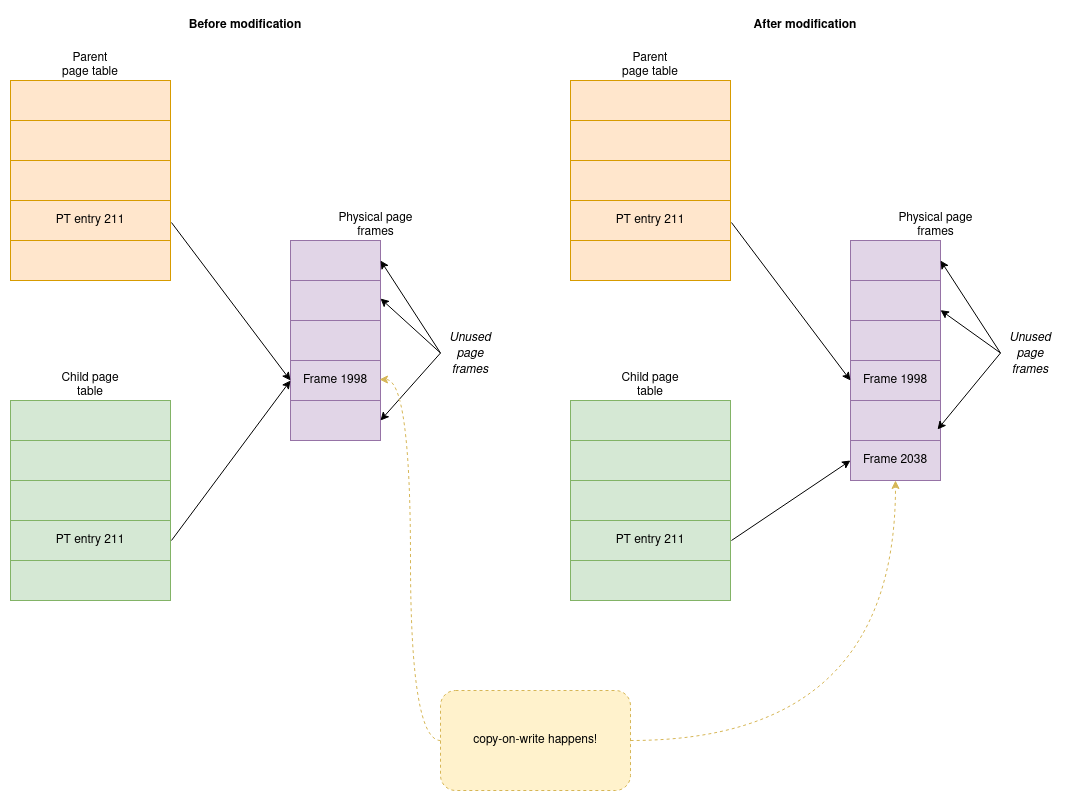 Before modification
Parent
page table
PT entry 211
Physical page
frames
Frame 1998
Unused
page
frames
Child page
table
PT entry 211
After modification
Parent
page table
PT entry 211
Physical page
frames
Frame 1998
Frame 2038
Unused
page
frames
Child page
table
PT entry 211
copy-on-write happens!